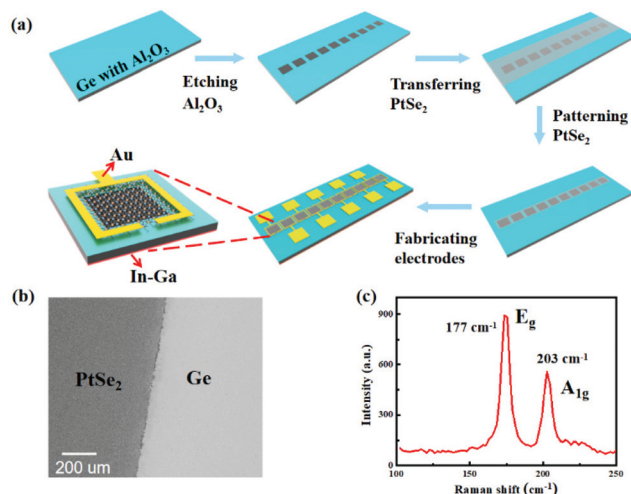 (a)
Ge with Al2O3
Etching
Al2O3
Transferring
PtSe2
Patterning
PtSe2
Au
In-Ga
Fabricating
electrodes
(b)
PtSe2
Ge
200 um
(c)
900
600
300
0
100
150
200
250
Intensity (a.u.)
Raman shift (cm-1)
177 cm-1
Eg
203 cm-1
A1g